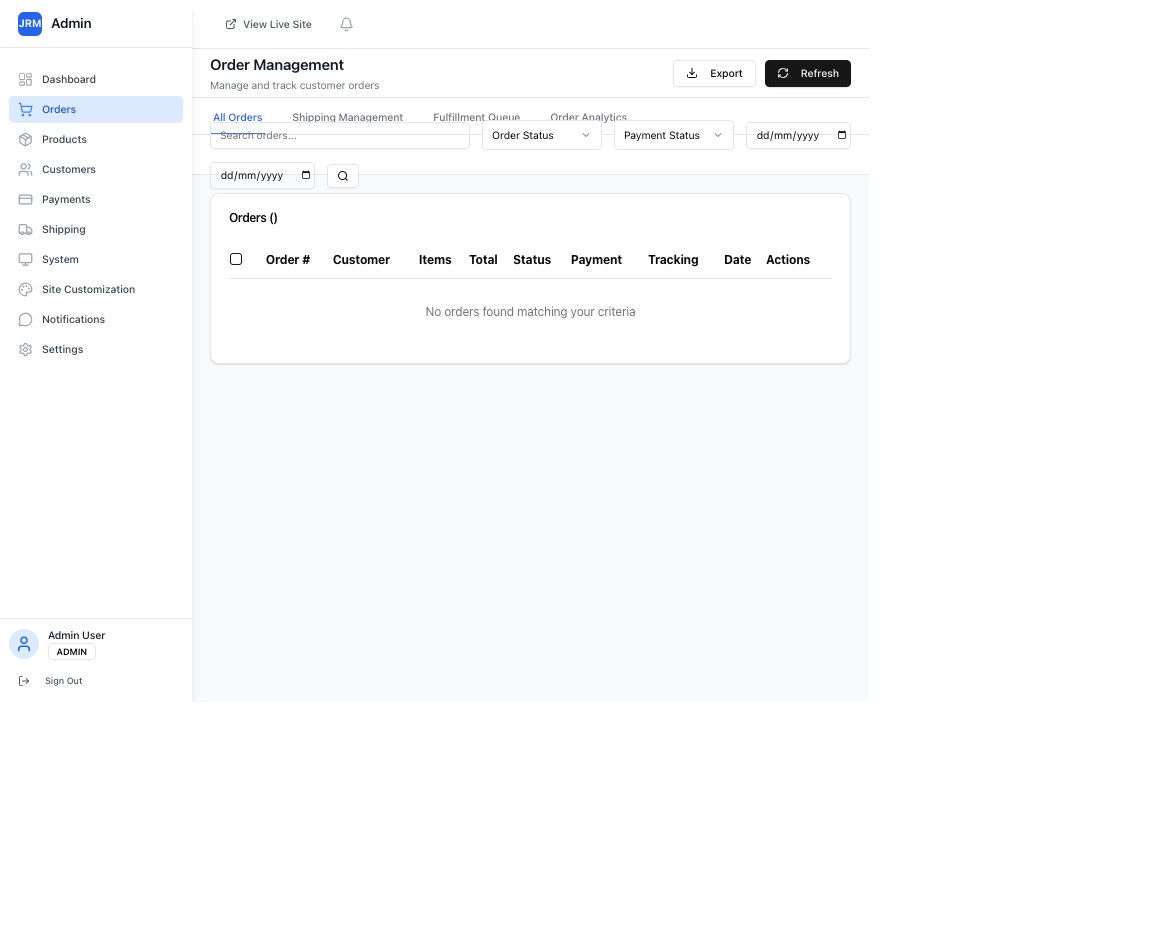 JRM Admin
View Live Site
Order Management
Manage and track customer orders
Export
Refresh
Dashboard
Orders
Products
Customers
Payments
Shipping
System
Site Customization
Notifications
Settings
All Orders Shipping Management Fulfillment Queue Order Analytics
Search orders... Order Status Payment Status dd/mm/yyyy
dd/mm/yyyy
Orders ()
Order # Customer Items Total Status Payment Tracking Date Actions
No orders found matching your criteria
Admin User
ADMIN
Sign Out